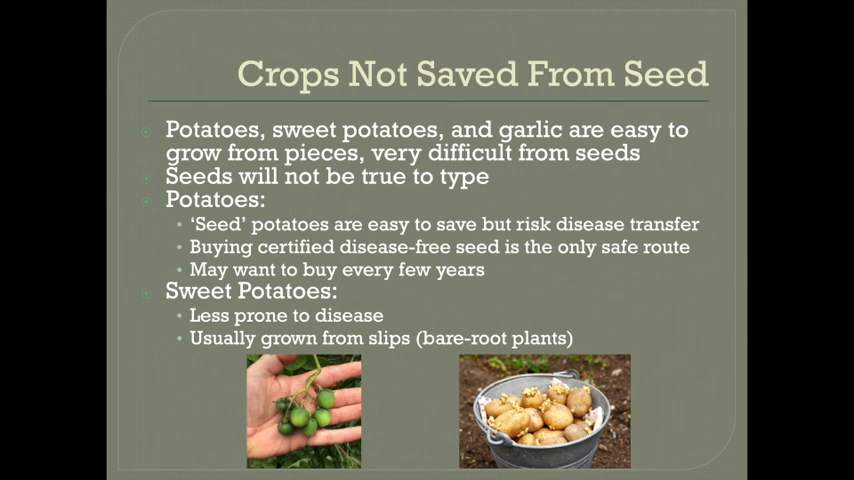 Crops Not Saved From Seed
Potatoes, sweet potatoes, and garlic are easy to
grow from pieces, very difficult from seeds
Seeds will not be true to type
Potatoes:
‘Seed’ potatoes are easy to save but risk disease transfer
Buying certified disease-free seed is the only safe route
May want to buy every few years
Sweet Potatoes:
Less prone to disease
Usually grown from slips (bare-root plants)